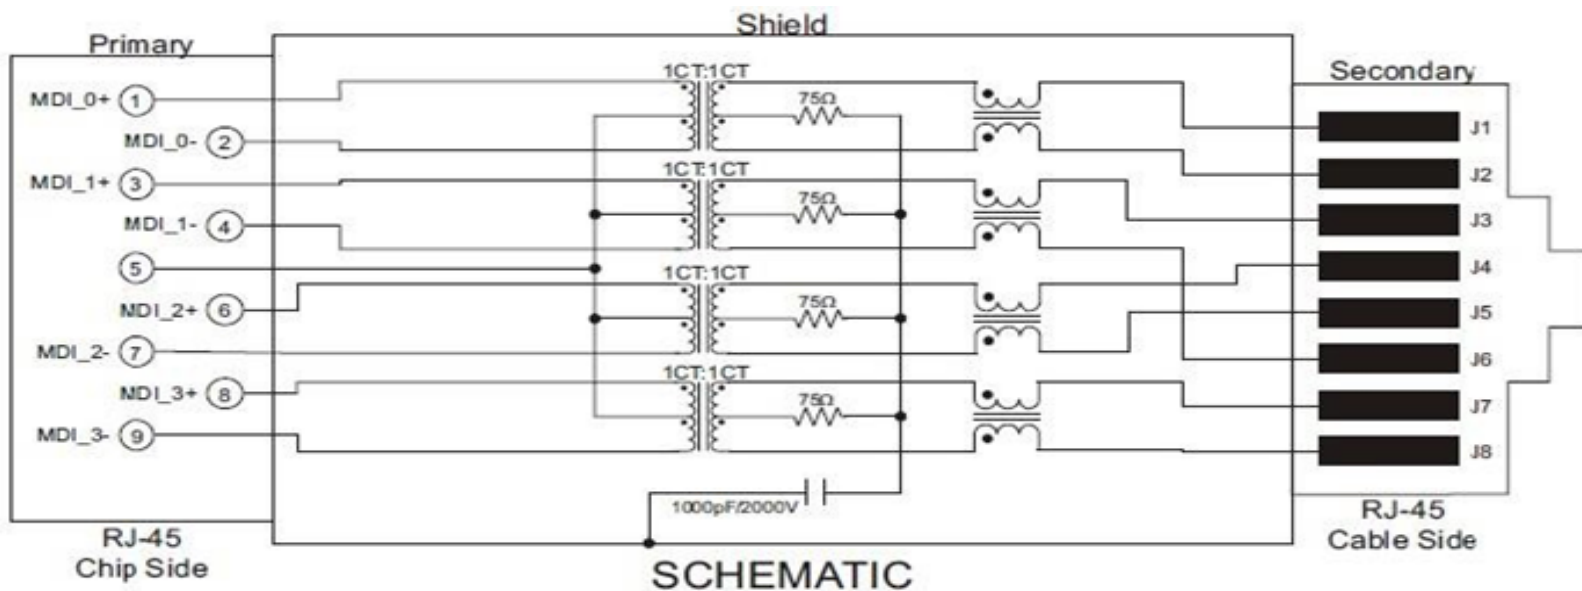 Shield
Primary
Secondary
1CT:1CT
MDI_0+ 1
75Ω
J1
MDI_0- 2
1CT:1CT
J2
MDI_1+ 3
75Ω
J3
MDI_1- 4
5
1CT:1CT
J4
NDI_2+ 6
75Ω
J5
MDI_2- 7
J6
1CT:1CT
NDI_3+ 8
75Ω
J7
MDI_3- 9
J8
1000pF/2000V
RJ-45
Chip Side
RJ-45
Cable Side
SCHEMATIC